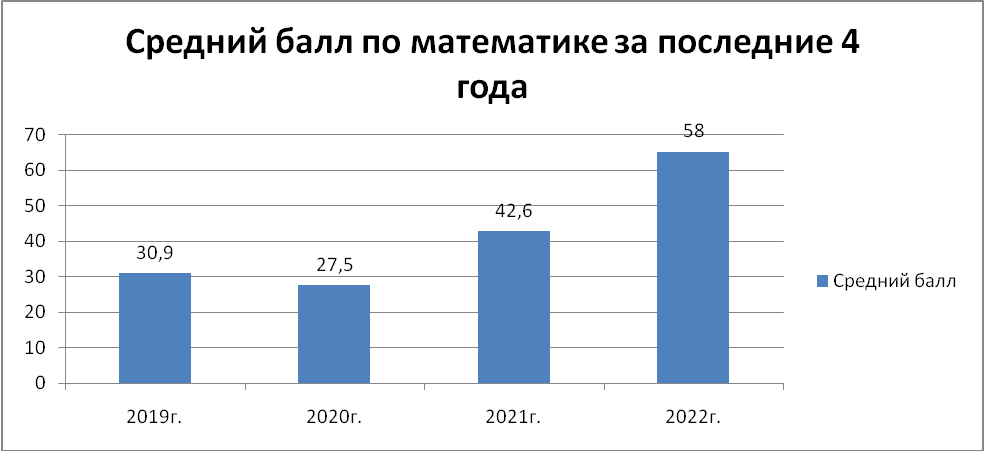 Средний балл по математике за последние 4
года
70
60
50
40
30
20
10
0
30,9
27,5
42,6
58
2019г.
2020г.
2021г.
2022г.
Средний балл